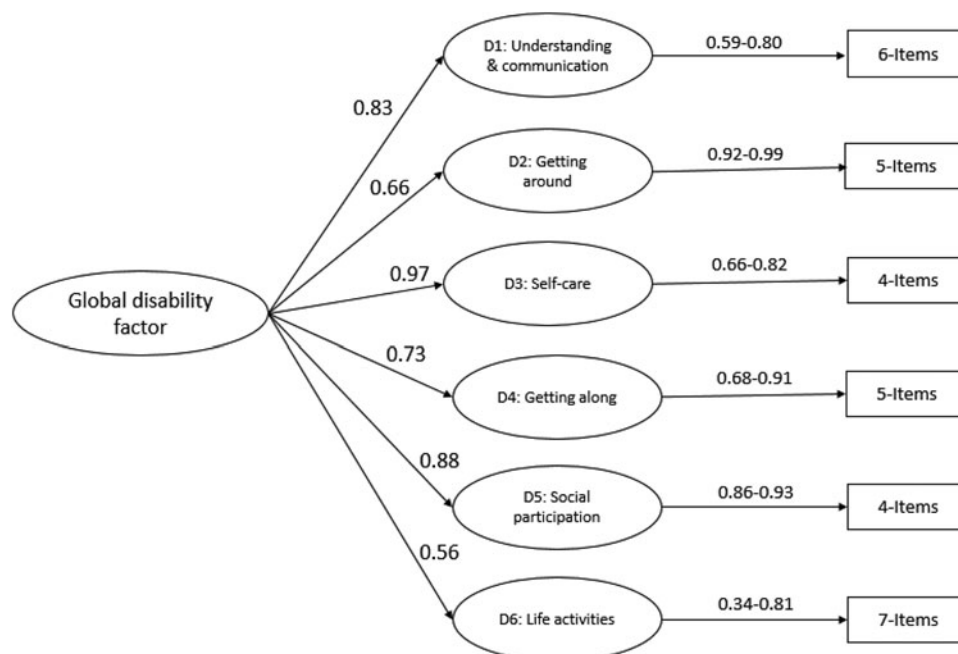 D1: Understanding
& communication
0.59-0.80
6-Items
0.83
D2: Getting
around
0.92-0.99
5-Items
0.66
Global disability
factor
0.97
D3: Self-care
0.66-0.82
4-Items
0.73
D4: Getting along
0.68-0.91
5-Items
0.88
D5: Social
participation
0.86-0.93
4-Items
0.56
D6: Life activities
0.34-0.81
7-Items